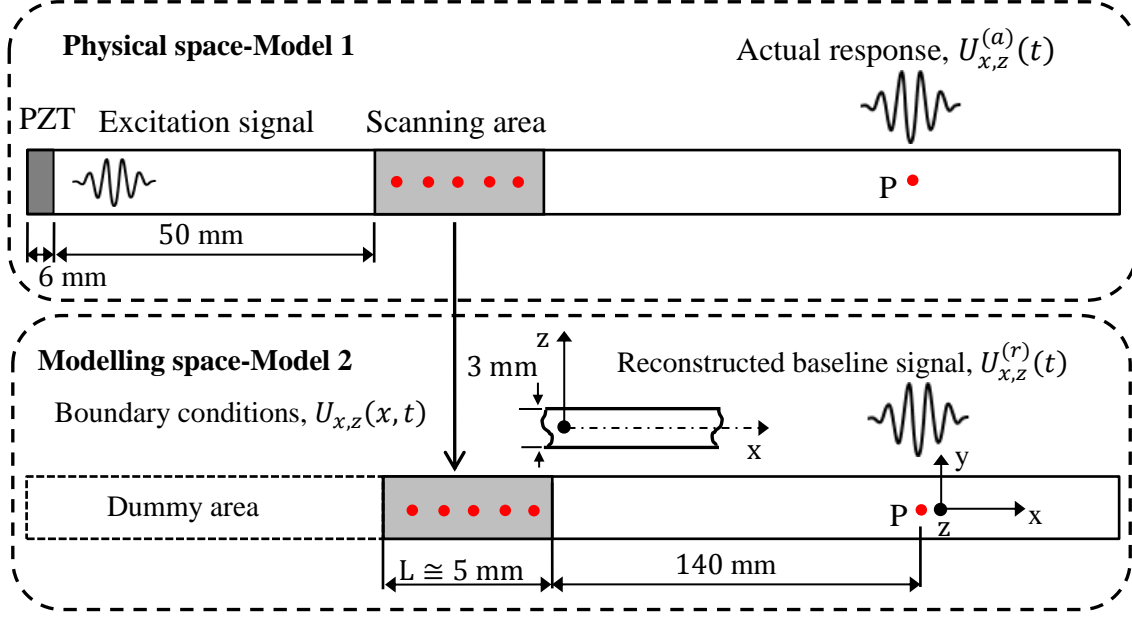 Physical space-Model 1
Actual response, U_{x,z}^{(a)}(t)
PZT
Excitation signal
Scanning area
P
50 mm
6 mm
Modelling space-Model 2
z
3 mm
Reconstructed baseline signal, U_{x,z}^{(r)}(t)
Boundary conditions, U_{x,z}(x, t)
x
y
Dummy area
P
z
x
L ≅ 5 mm
140 mm